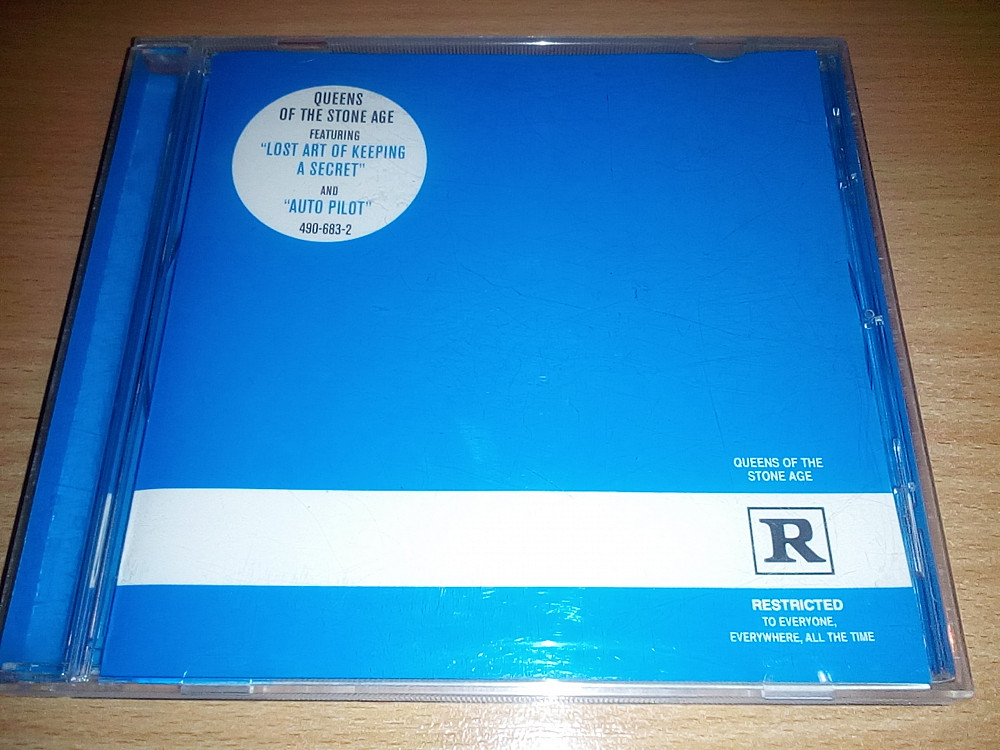 QUEENS
OF THE STONE AGE
FEATURING
"LOST ART OF KEEPING
A SECRET"
AND
"AUTO PILOT"
490-683-2
QUEENS OF THE
STONE AGE
R
RESTRICTED
TO EVERYONE,
EVERYWHERE, ALL THE TIME